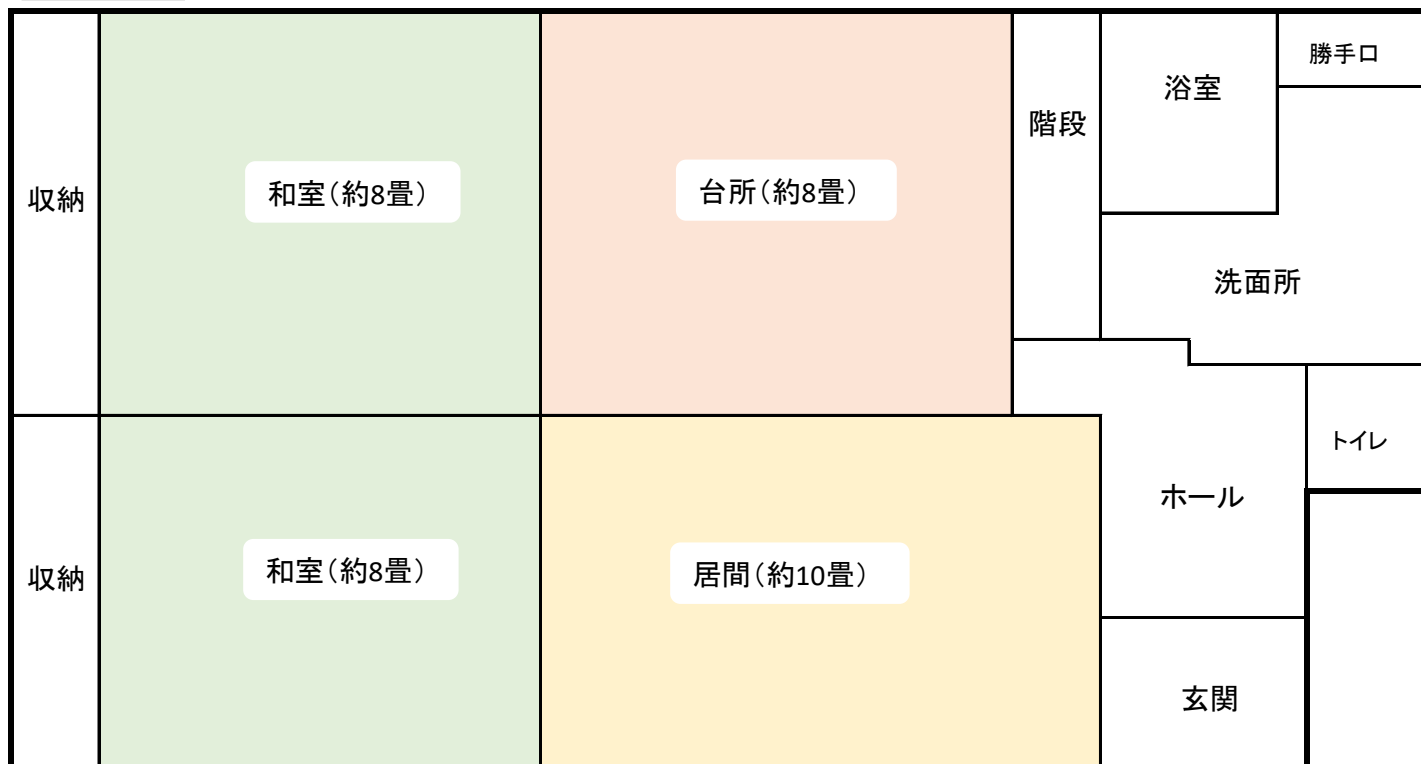 収納
和室（約8畳）
台所（約8畳）
階段
浴室
勝手口
洗面所
収納
和室（約8畳）
居間（約10畳）
ホール
トイレ
玄関